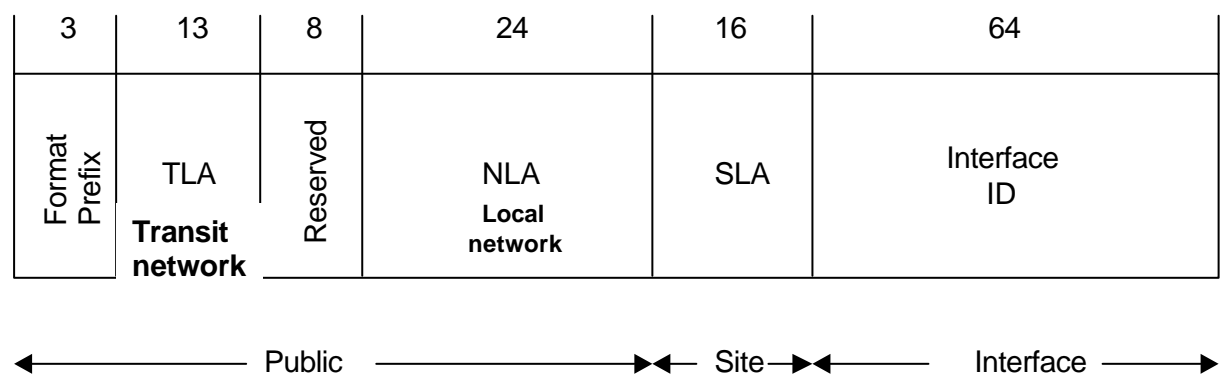 3 13 8 24 16 64
Format
Prefix
TLA
Transit
network
Reserved
NLA
Local
network
SLA
Interface
ID
Public Site Interface